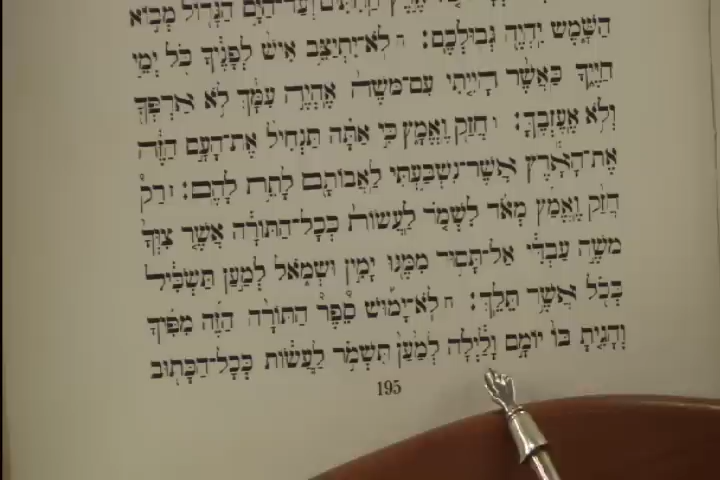 הַשֶּׁמֶשׁ יִהְיֶה גְּבוּלְכֶם׃ ה לֹא־יִתְיַצֵּב אִישׁ לְפָנֶיךָ כֹּל יְמֵי
חַיֶּיךָ כַּאֲשֶׁר הָיִיתִי עִם־מֹשֶׁה אֶהְיֶה עִמָּךְ לֹא אַרְפְּךָ
וְלֹא אֶעֶזְבֶךָּ׃ ו חֲזַק וֶאֱמָץ כִּי אַתָּה תַּנְחִיל אֶת־הָעָם הַזֶּה
אֶת־הָאָרֶץ אֲשֶׁר־נִשְׁבַּעְתִּי לַאֲבוֹתָם לָתֵת לָהֶם׃ ז רַק
חֲזַק וֶאֱמַץ מְאֹד לִשְׁמֹר לַעֲשׂוֹת כְּכָל־הַתּוֹרָה אֲשֶׁר צִוְּךָ
מֹשֶׁה עַבְדִּי אַל־תָּסוּר מִמֶּנּוּ יָמִין וּשְׂמֹאול לְמַעַן תַּשְׂכִּיל
בְּכֹל אֲשֶׁר תֵּלֵךְ׃ ח לֹא־יָמוּשׁ סֵפֶר הַתּוֹרָה הַזֶּה מִפִּיךָ
וְהָגִיתָ בּוֹ יוֹמָם וָלַיְלָה לְמַעַן תִּשְׁמֹר לַעֲשׂוֹת כְּכָל־הַכָּתוּב
195